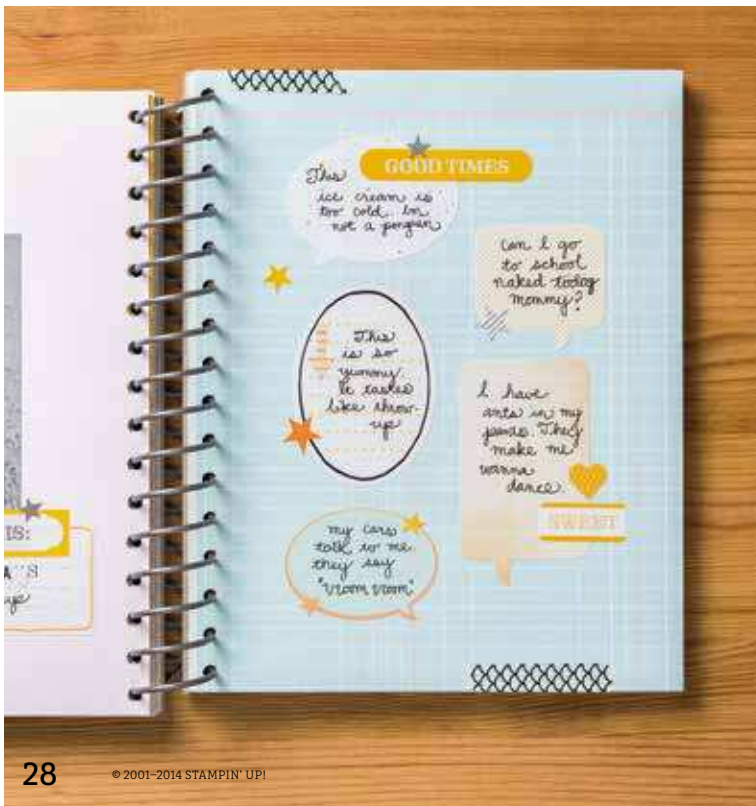 GOOD TIMES
This
ice cream is
too cold. Im
not a penguin
can I go
to school
naked today
mommy?
This
is so
yummy.
It tastes
like throw-
up
I have
ants in my
pants. They
make me
wanna
dance.
SWEET
my cars
talk to me
they say
"vroom vroom"
IS:
A'S
28
© 2001–2014 STAMPIN' UP!